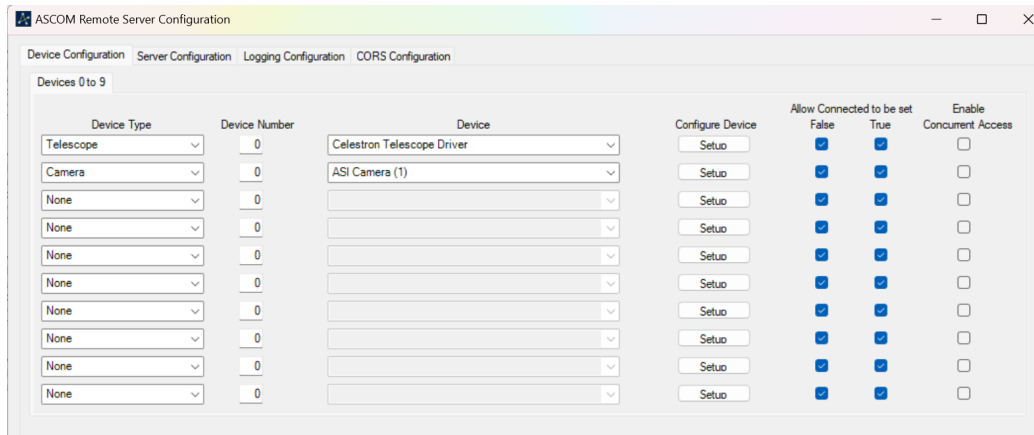 ASCOM Remote Server Configuration
Device Configuration Server Configuration Logging Configuration CORS Configuration
Devices 0 to 9
Allow Connected to be set Enable
Device Type Device Number Device Configure Device False True Concurrent Access
Telescope 0 Celestron Telescope Driver Setup
Camera 0 ASI Camera (1) Setup
None 0 Setup
None 0 Setup
None 0 Setup
None 0 Setup
None 0 Setup
None 0 Setup
None 0 Setup
None 0 Setup